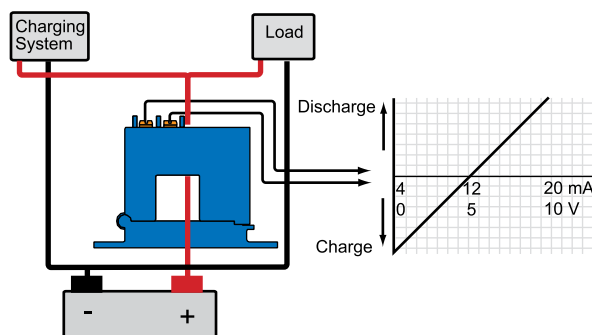 Charging
System
Load
Discharge
4 12 20 mA
0 5 10 V
Charge
- +